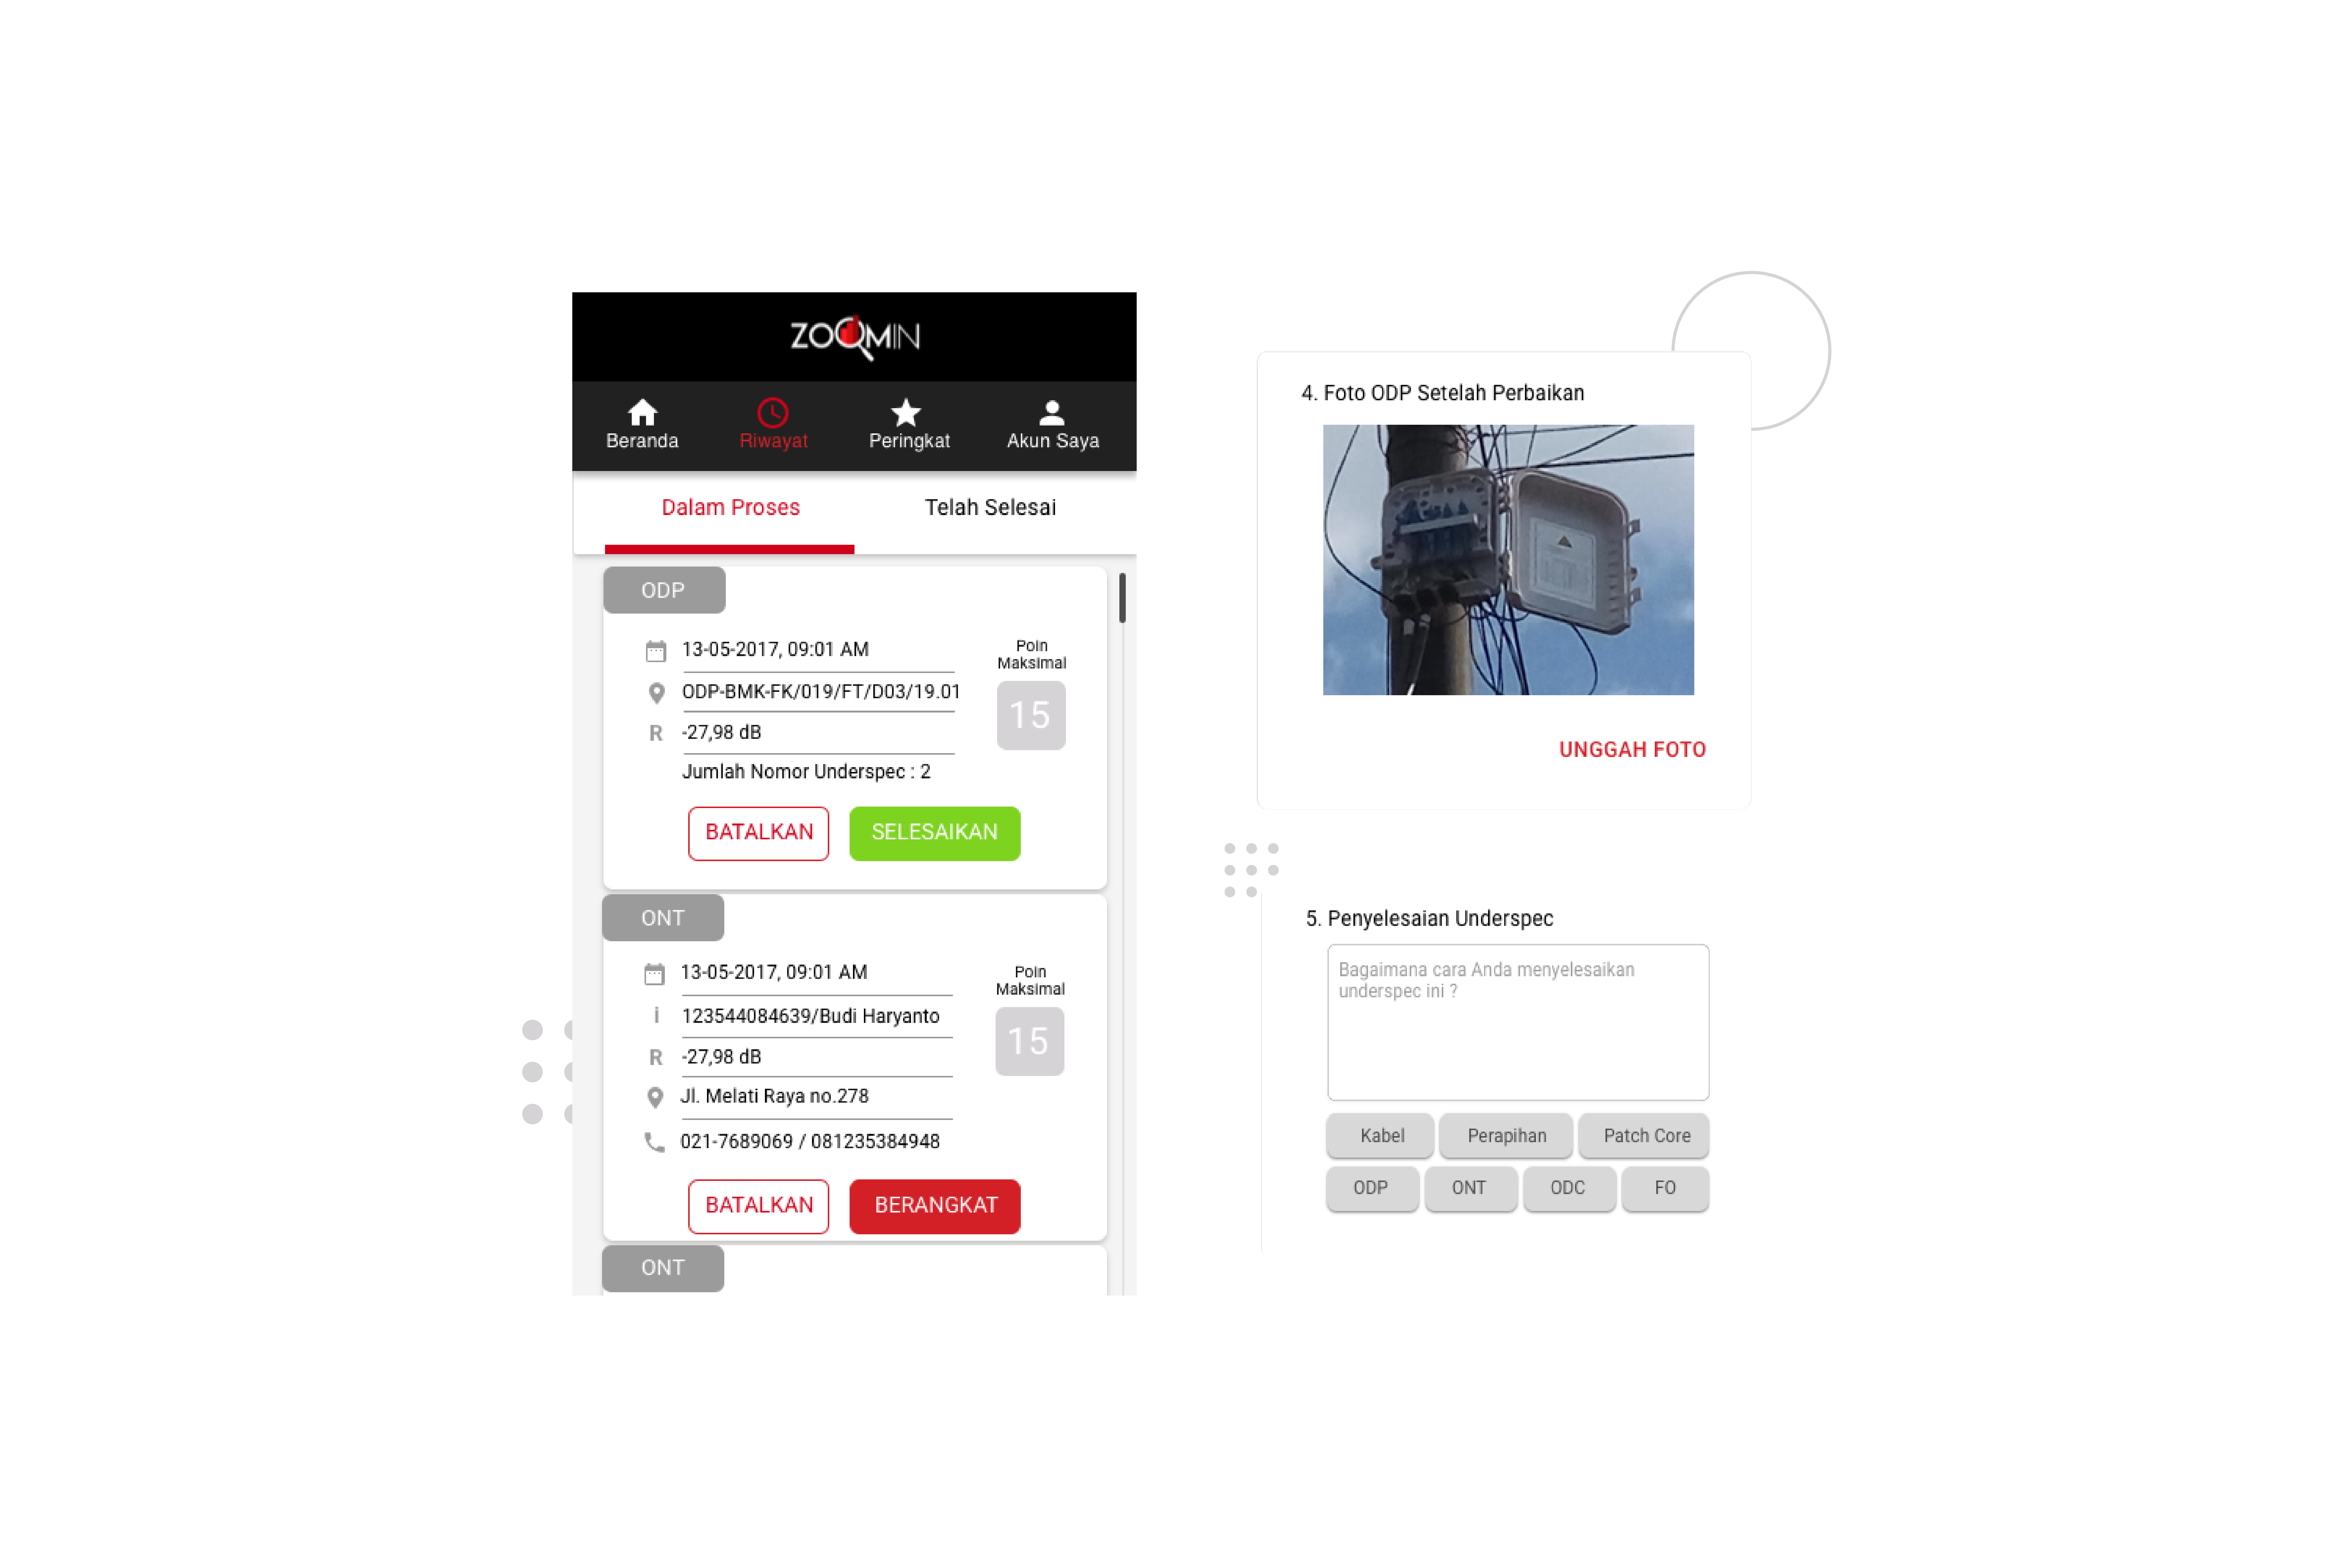 ZOOMIN
Beranda
Riwayat
Peringkat
Akun Saya
Dalam Proses
Telah Selesai
ODP
13-05-2017, 09:01 AM
ODP-BMK-FK/019/FT/D03/19.01
R -27,98 dB
Jumlah Nomor Underspec : 2
Poin
Maksimal
15
BATALKAN
SELESAIKAN
ONT
13-05-2017, 09:01 AM
i 123544084639/Budi Haryanto
R -27,98 dB
Jl. Melati Raya no.278
021-7689069 / 081235384948
Poin
Maksimal
15
BATALKAN
BERANGKAT
ONT
4. Foto ODP Setelah Perbaikan
UNGGAH FOTO
5. Penyelesaian Underspec
Bagaimana cara Anda menyelesaikan
underspec ini ?
Kabel
Perapihan
Patch Core
ODP
ONT
ODC
FO